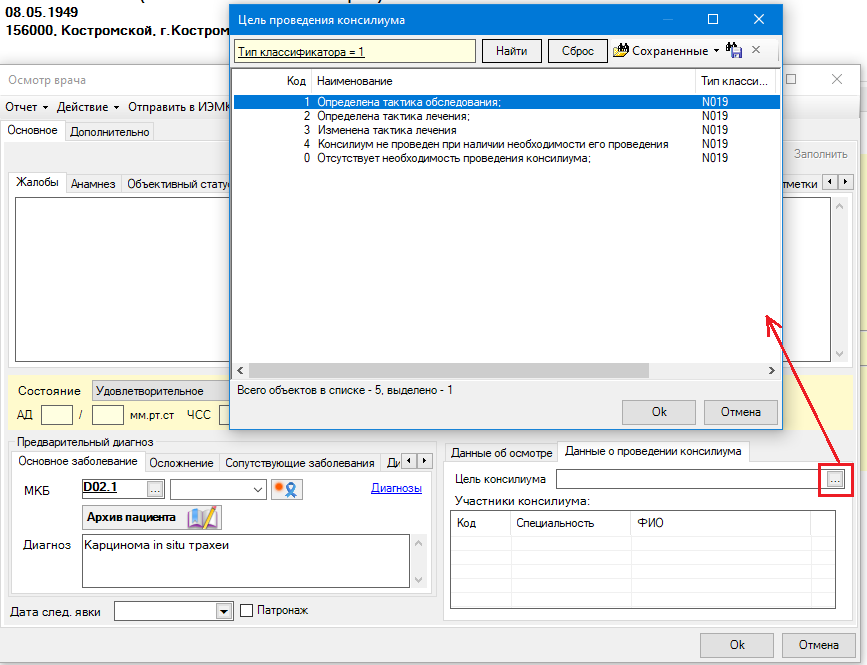 08.05.1949
156000, Костромской, г.Костром
Цель проведения консилиума
Тип классификатора = 1
Найти
Сброс
Сохраненные
Код Наименование Тип класси...
1 Определена тактика обследования; N019
2 Определена тактика лечения; N019
3 Изменена тактика лечения N019
4 Консилиум не проведен при наличии необходимости его проведения N019
0 Отсутствует необходимость проведения консилиума; N019
Всего объектов в списке - 5, выделено - 1
Ok Отмена
Осмотр врача
Отчет Действие Отправить в ИЭМК
Основное Дополнительно
Заполнить
Жалобы Анамнез Объективный статус
тметки
Состояние Удовлетворительное
АД / мм.рт.ст ЧСС
Предварительный диагноз
Основное заболевание Осложнение Сопутствующие заболевания Ди
МКБ D02.1 ... Диагнозы
Архив пациента
Диагноз Карцинома in situ трахеи
Дата след. явки Патронаж
Данные об осмотре Данные о проведении консилиума
Цель консилиума ...
Участники консилиума:
Код Специальность ФИО
Ok Отмена